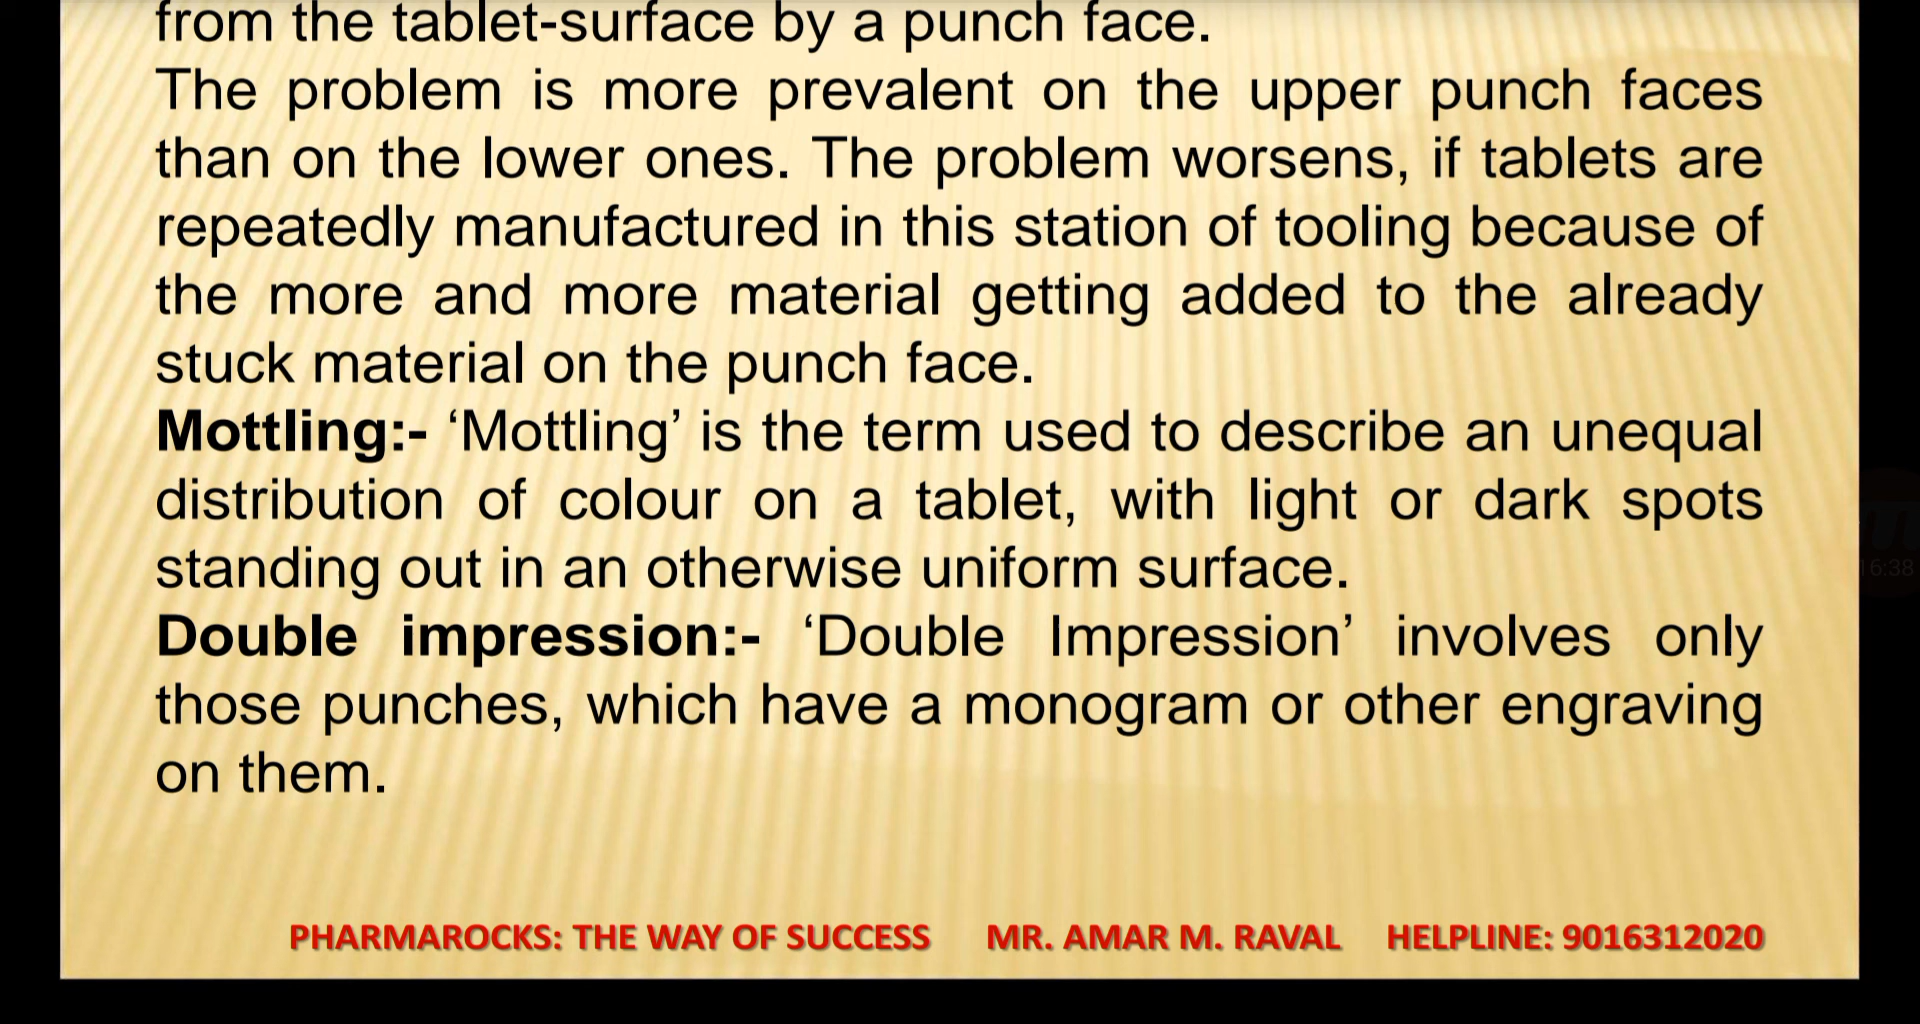 from the tablet-surface by a punch face.
The problem is more prevalent on the upper punch faces
than on the lower ones. The problem worsens, if tablets are
repeatedly manufactured in this station of tooling because of
the more and more material getting added to the already
stuck material on the punch face.
Mottling:- ‘Mottling’ is the term used to describe an unequal
distribution of colour on a tablet, with light or dark spots
standing out in an otherwise uniform surface.
Double impression:- ‘Double Impression’ involves only
those punches, which have a monogram or other engraving
on them.
PHARMAROCKS: THE WAY OF SUCCESS MR. AMAR M. RAVAL HELPLINE: 9016312020
16:38